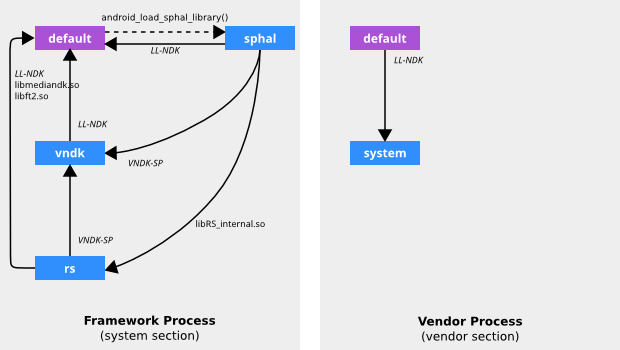 android_load_sphal_library()
default
sphal
LL-NDK
LL-NDK
libmediandk.so
libft2.so
LL-NDK
vndk
VNDK-SP
libRS_internal.so
VNDK-SP
rs
Framework Process
(system section)
default
LL-NDK
system
Vendor Process
(vendor section)